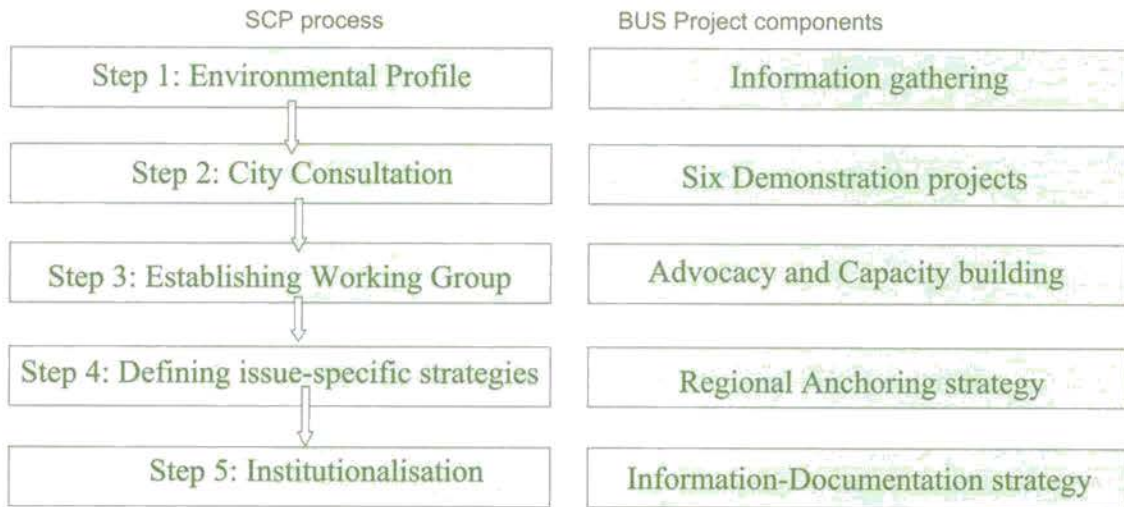 SCP process
BUS Project components
Step 1: Environmental Profile
Information gathering
Step 2: City Consultation
Six Demonstration projects
Step 3: Establishing Working Group
Advocacy and Capacity building
Step 4: Defining issue-specific strategies
Regional Anchoring strategy
Step 5: Institutionalisation
Information-Documentation strategy